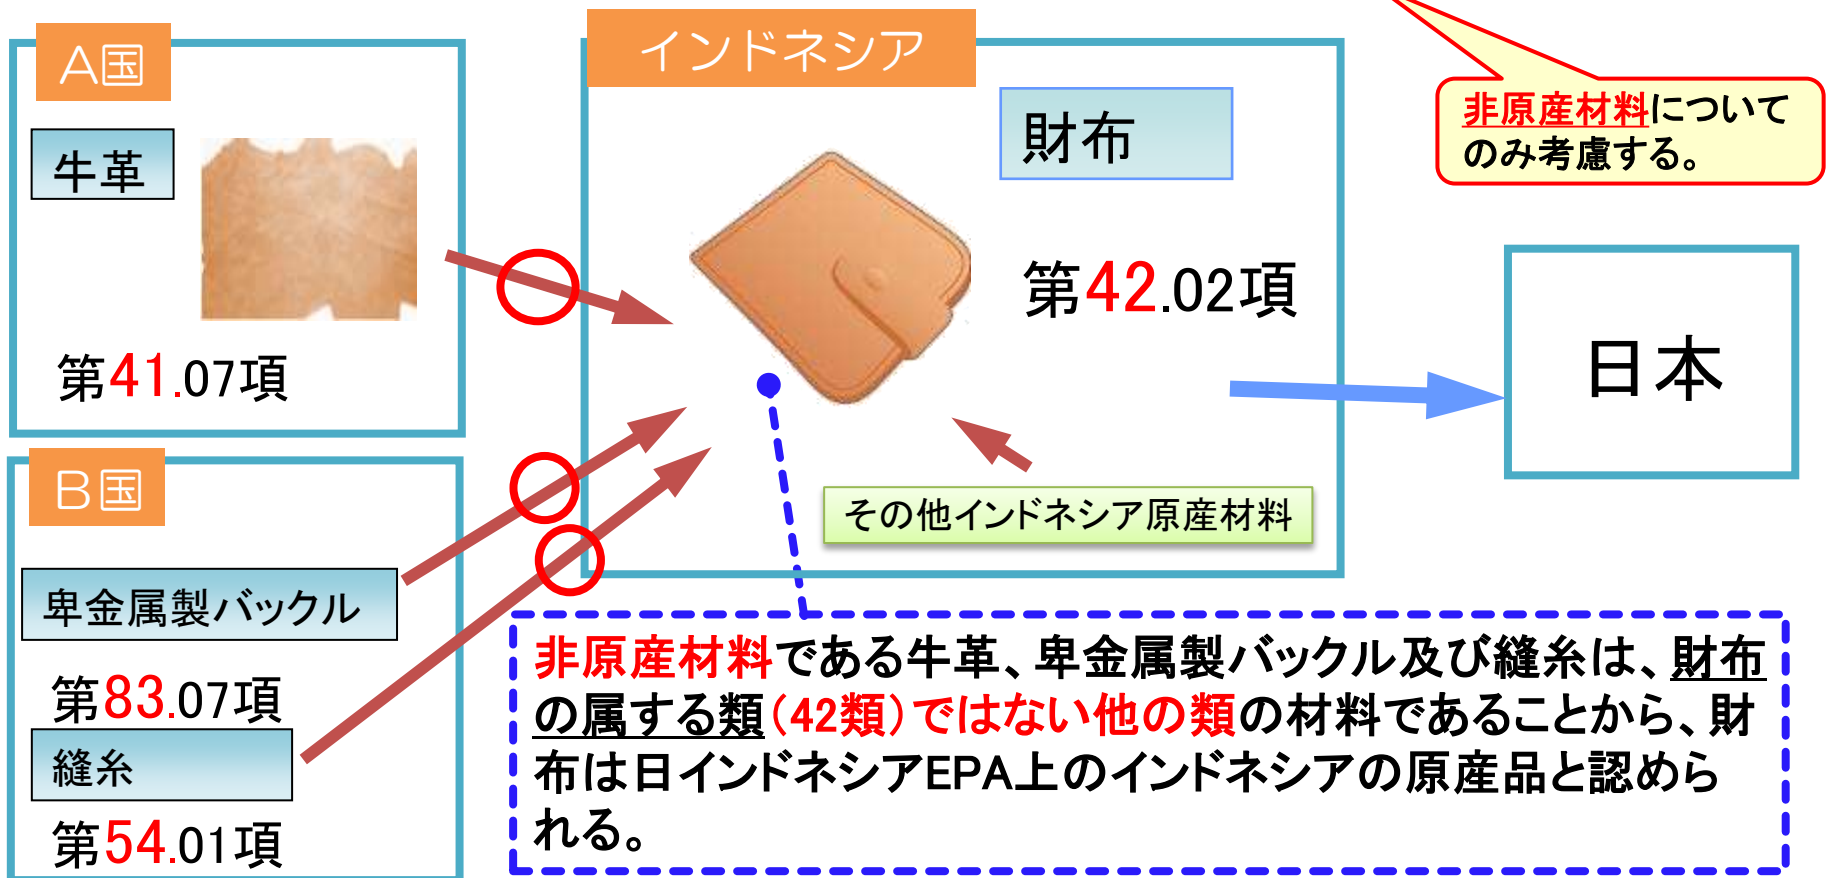 A国
牛革
第41.07項
B国
卑金属製バックル
第83.07項
縫糸
第54.01項
インドネシア
財布
第42.02項
その他インドネシア原産材料
非原産材料について
のみ考慮する。
日本
非原産材料である牛革、卑金属製バックル及び縫糸は、財布
の属する類(42類)ではない他の類の材料であることから、財
布は日インドネシアEPA上のインドネシアの原産品と認めら
れる。